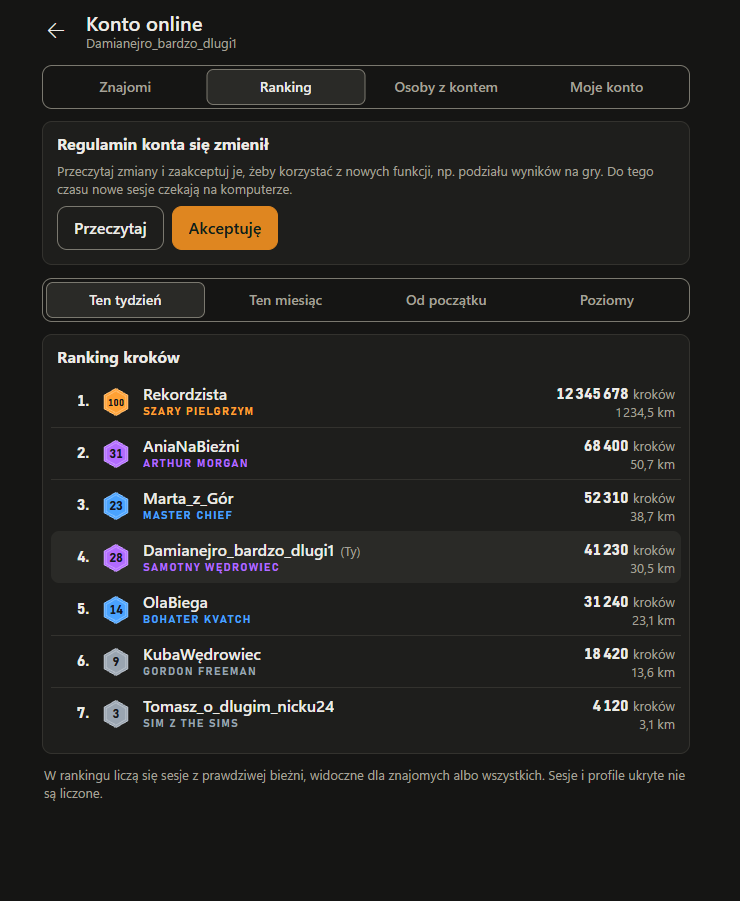 Konto online
Damianejro_bardzo_dlugi1
Znajomi
Ranking
Osoby z kontem
Moje konto
Regulamin konta się zmienił
Przeczytaj zmiany i zaakceptuj je, żeby korzystać z nowych funkcji, np. podziału wyników na gry. Do tego
czasu nowe sesje czekają na komputerze.
Przeczytaj
Akceptuję
Ten tydzień
Ten miesiąc
Od początku
Poziomy
Ranking kroków
1. 100 Rekordzista 12 345 678 kroków
SZARY PIELGRZYM 1 234,5 km
2. 31 AniaNaBieżni 68 400 kroków
ARTHUR MORGAN 50,7 km
3. 23 Marta_z_Gór 52 310 kroków
MASTER CHIEF 38,7 km
4. 28 Damianejro_bardzo_dlugi1 (Ty) 41 230 kroków
SAMOTNY WĘDROWIEC 30,5 km
5. 14 OlaBiega 31 240 kroków
BOHATER KVATCH 23,1 km
6. 9 KubaWędrowiec 18 420 kroków
GORDON FREEMAN 13,6 km
7. 3 Tomasz_o_dlugim_nicku24 4 120 kroków
SIM Z THE SIMS 3,1 km
W rankingu liczą się sesje z prawdziwej bieżni, widoczne dla znajomych albo wszystkich. Sesje i profile ukryte nie
są liczone.